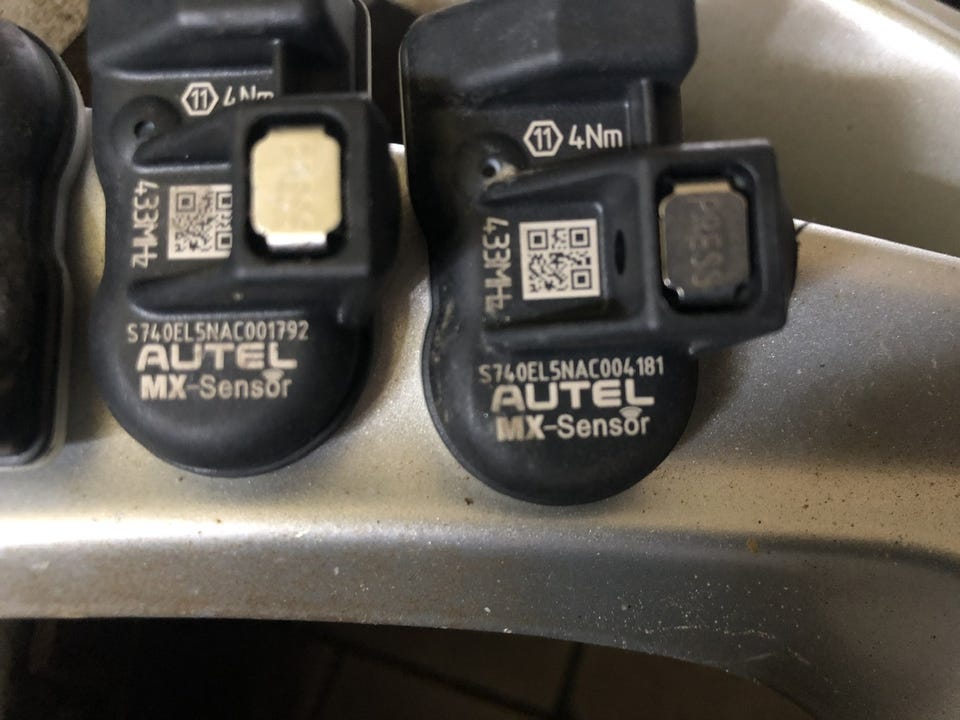 11 4Nm
433MHz
S740EL5NAC001792
AUTEL
MX-Sensor
11 4Nm
433MHz
PRESS
S740EL5NAC004181
AUTEL
MX-Sensor